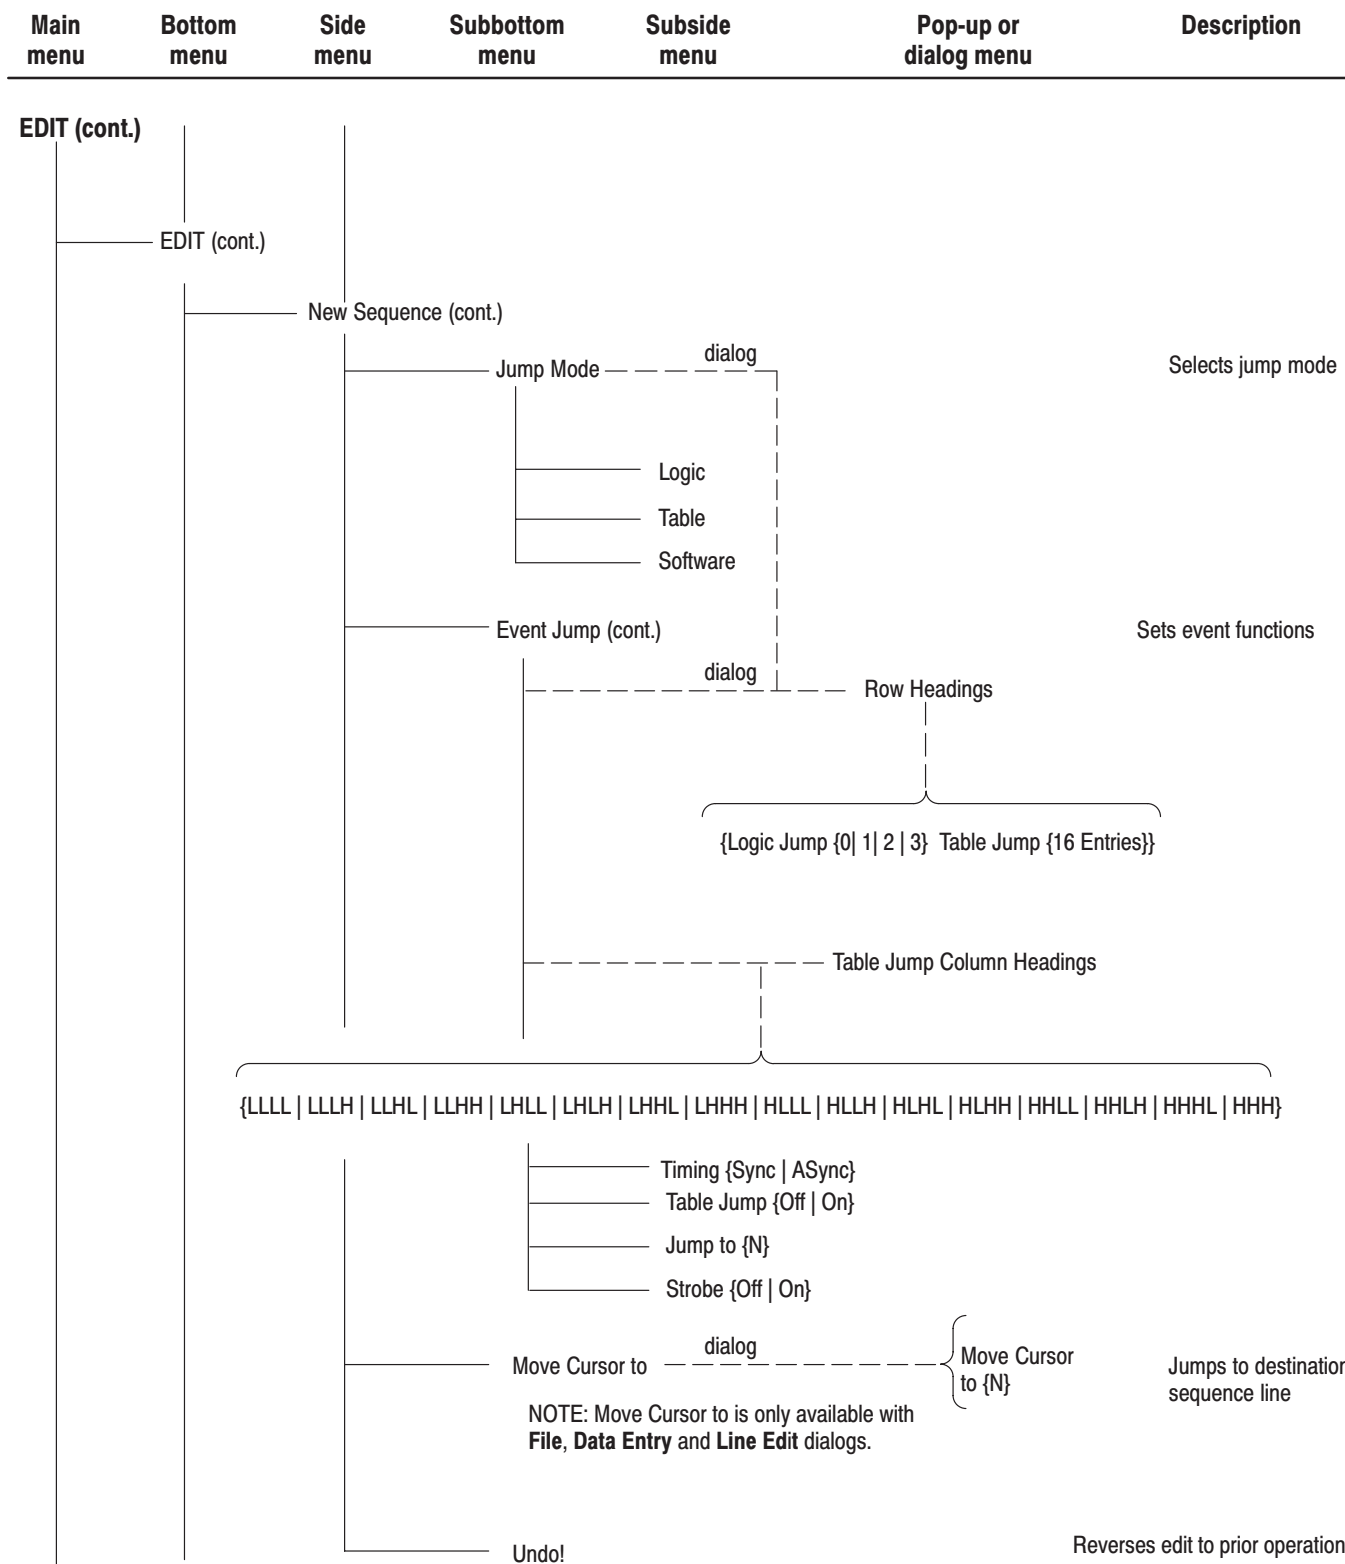 Main menu
Bottom menu
Side menu
Subbottom menu
Subside menu
Pop-up or dialog menu
Description
EDIT (cont.)
EDIT (cont.)
New Sequence (cont.)
dialog
Jump Mode
Selects jump mode
Logic
Table
Software
Event Jump (cont.)
Sets event functions
dialog
Row Headings
{Logic Jump {0| 1| 2 | 3}  Table Jump {16 Entries}}
Table Jump Column Headings
{LLLL | LLLH | LLHL | LLHH | LHLL | LHLH | LHHL | LHHH | HLLL | HLLH | HLHL | HLHH | HHLL | HHLH | HHHL | HHH}
Timing {Sync | ASync}
Table Jump {Off | On}
Jump to {N}
Strobe {Off | On}
Move Cursor to
dialog
Move Cursor
to {N}
Jumps to destination
sequence line
NOTE: Move Cursor to is only available with
File, Data Entry and Line Edit dialogs.
Undo!
Reverses edit to prior operation